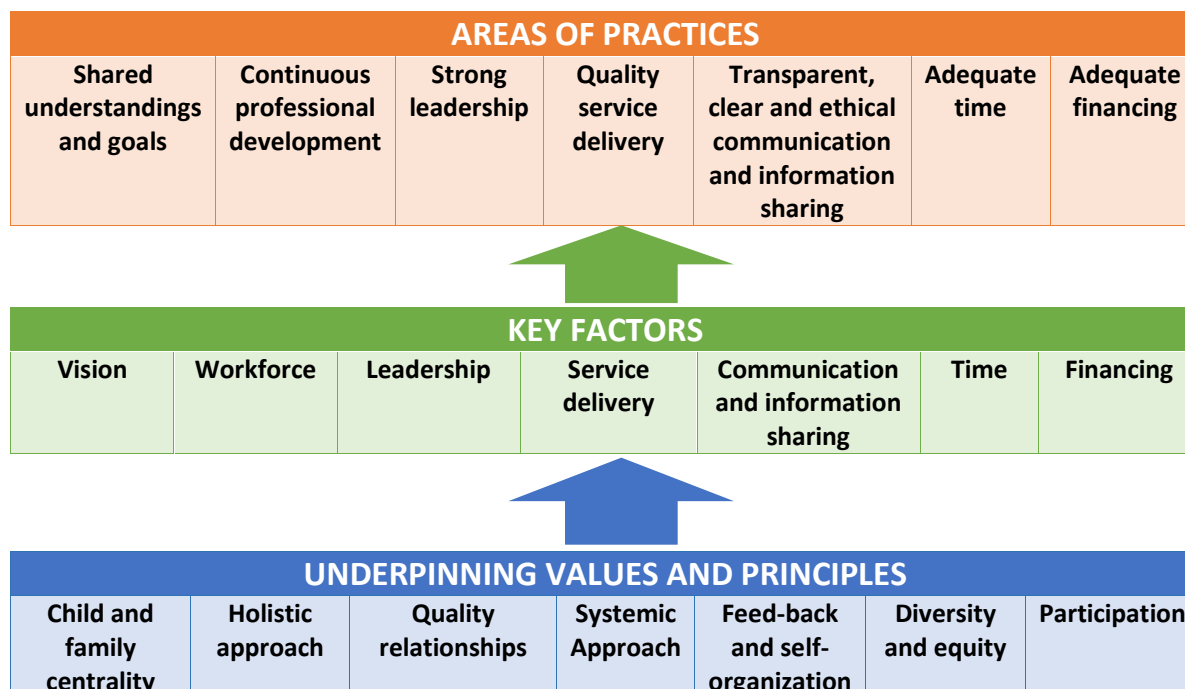 AREAS OF PRACTICES
Shared
understandings
and goals
Continuous
professional
development
Strong
leadership
Quality
service
delivery
Transparent,
clear and ethical
communication
and information
sharing
Adequate
time
Adequate
financing
KEY FACTORS
Vision
Workforce
Leadership
Service
delivery
Communication
and information
sharing
Time
Financing
UNDERPINNING VALUES AND PRINCIPLES
Child and
family
centrality
Holistic
approach
Quality
relationships
Systemic
Approach
Feed-back
and self-
organization
Diversity
and equity
Participation